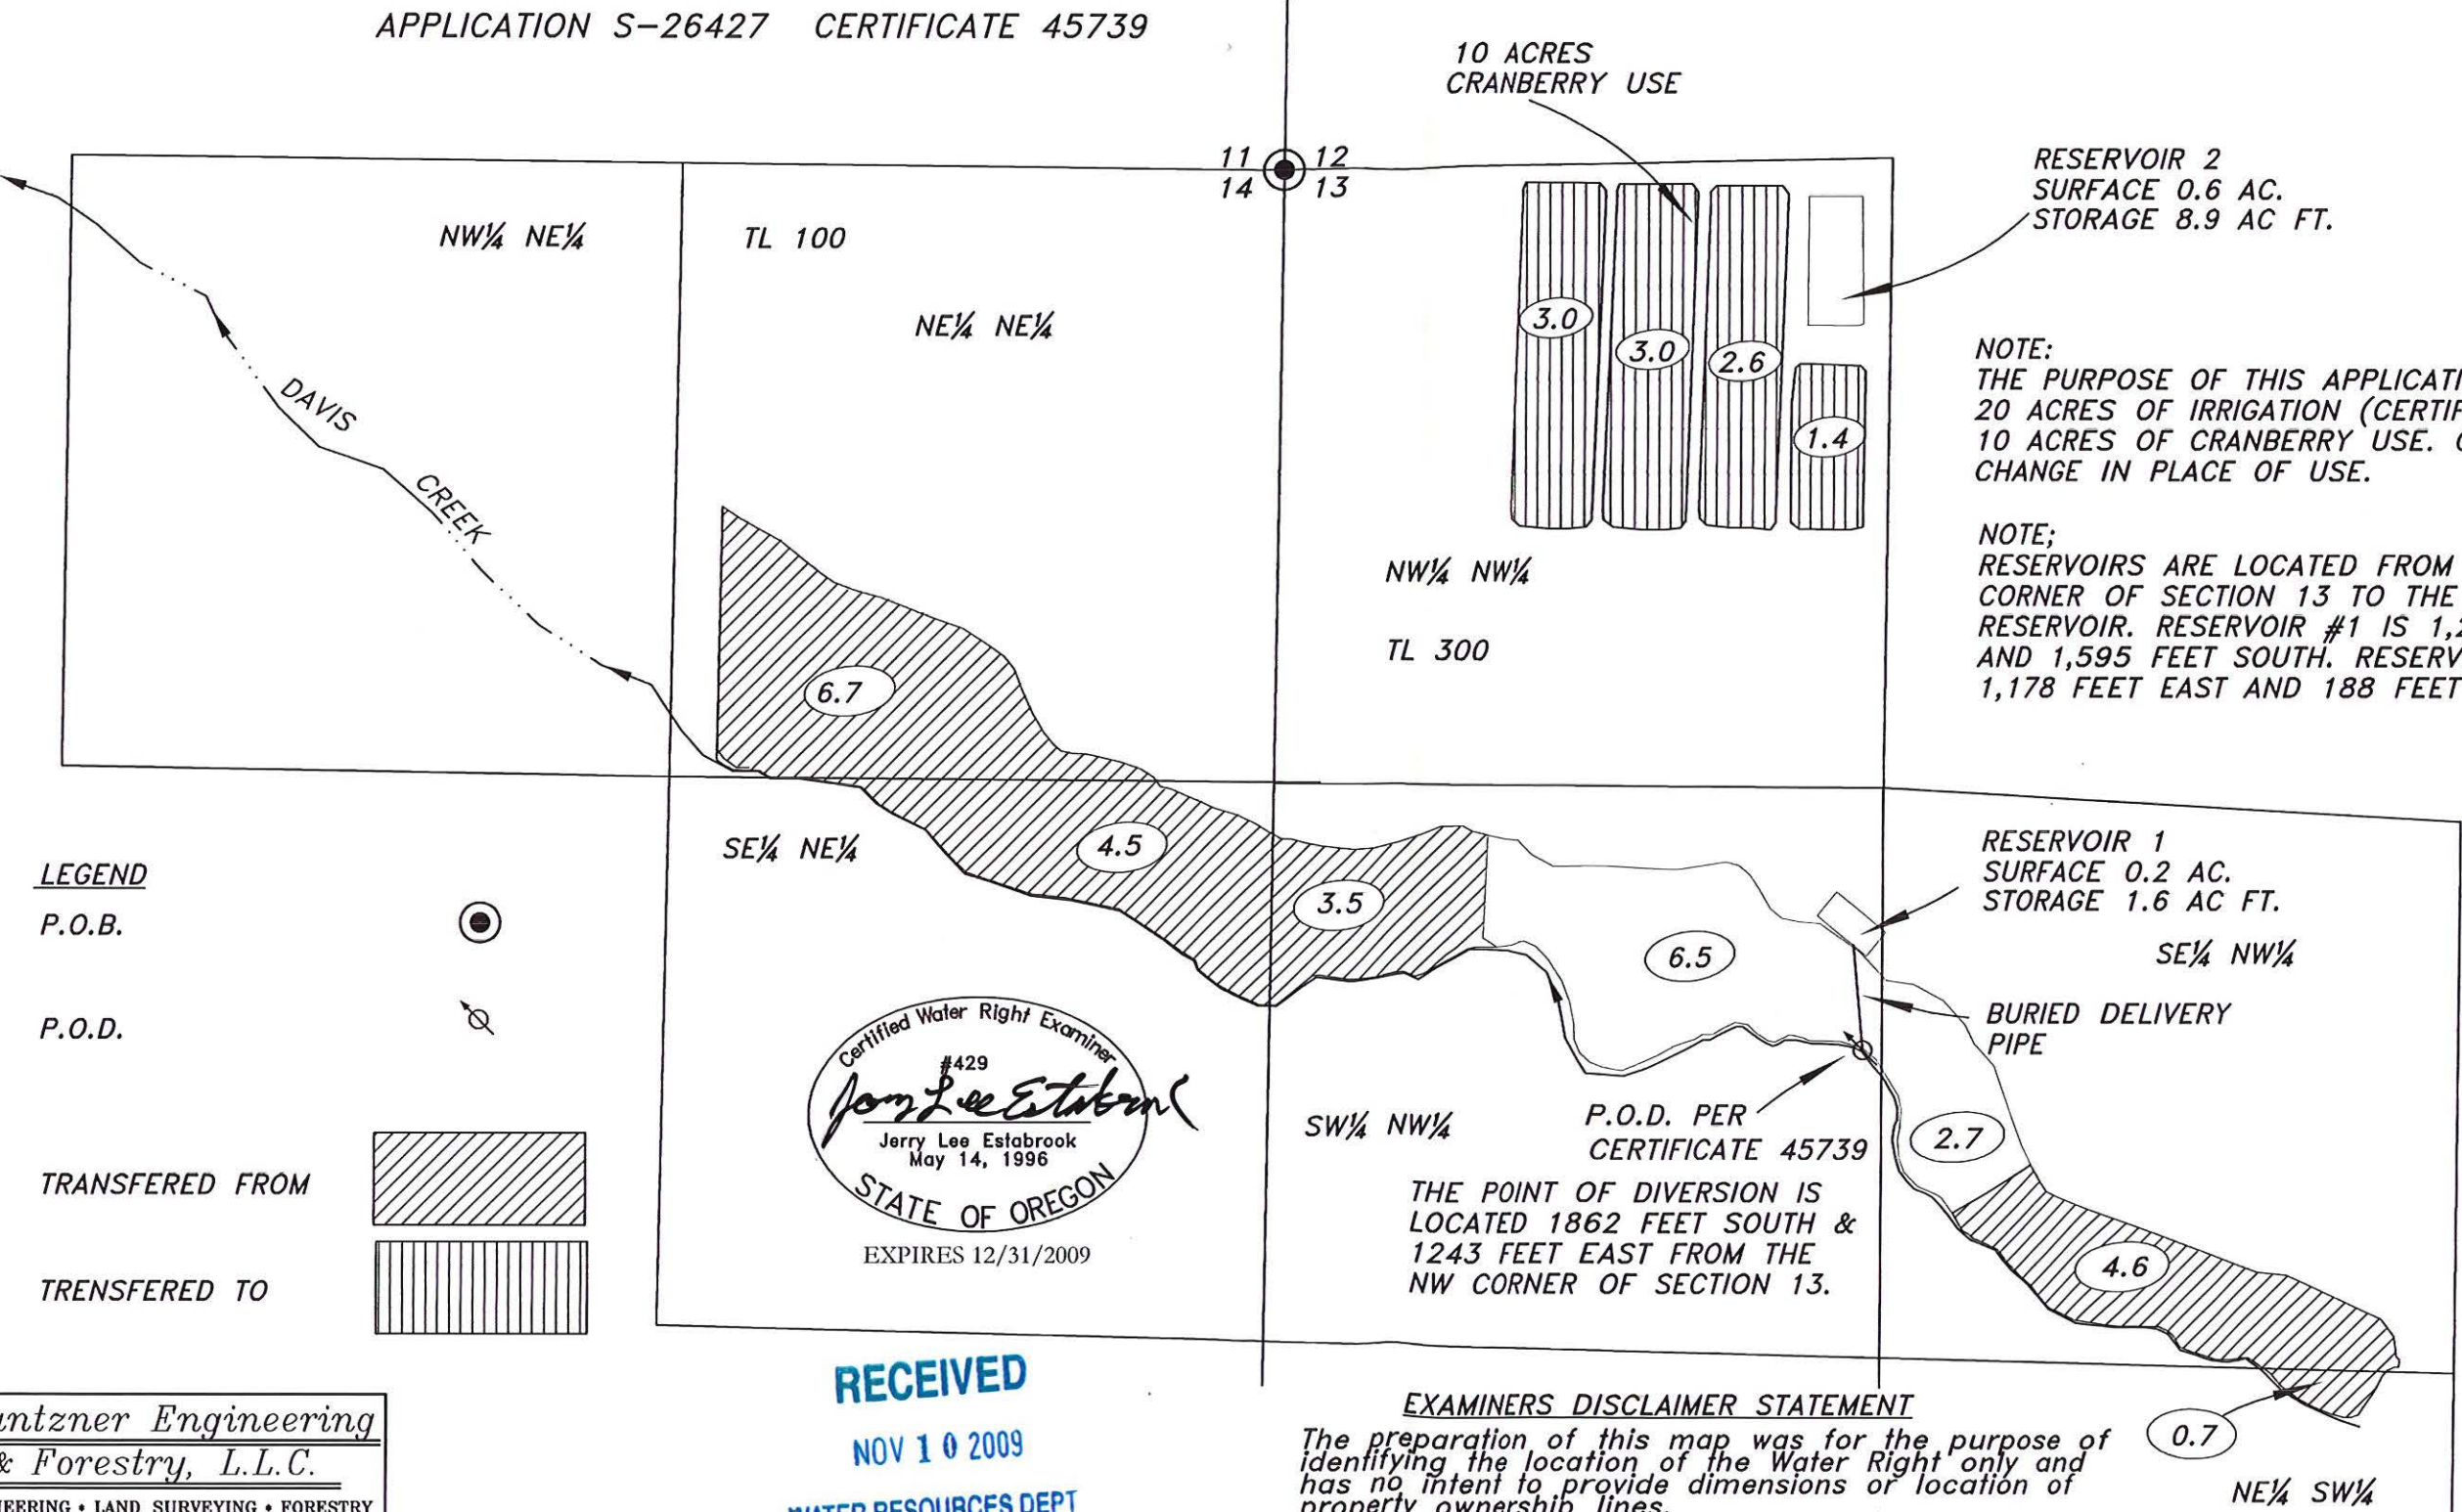 APPLICATION S-26427 CERTIFICATE 45739
10 ACRES
CRANBERRY USE
11 12
14 13
RESERVOIR 2
SURFACE 0.6 AC.
STORAGE 8.9 AC FT.
NW¼ NE¼
TL 100
NE¼ NE¼
3.0
3.0
2.6
1.4
NOTE:
THE PURPOSE OF THIS
20 ACRES OF IRRIGATION
10 ACRES OF CRANBERRY USE.
CHANGE IN PLACE OF USE.
DAVIS
CREEK
NOTE;
RESERVOIRS ARE LOCATED FROM
CORNER OF SECTION 13 TO THE
RESERVOIR. RESERVOIR #1 IS
AND 1,595 FEET SOUTH.
1,178 FEET EAST AND 188 FEET
NW¼ NW¼
TL 300
6.7
SE¼ NE¼
4.5
3.5
6.5
RESERVOIR 1
SURFACE 0.2 AC.
STORAGE 1.6 AC FT.
SE¼ NW¼
BURIED DELIVERY
PIPE
LEGEND
P.O.B.
P.O.D.
TRANSFERED FROM
TRENSFERED TO
Certified Water Right Examiner
#429
Jerry Lee Estabrook
May 14, 1996
STATE OF OREGON
EXPIRES 12/31/2009
SW¼ NW¼
P.O.D. PER
CERTIFICATE 45739
THE POINT OF DIVERSION IS
LOCATED 1862 FEET SOUTH &
1243 FEET EAST FROM THE
NW CORNER OF SECTION 13.
2.7
4.6
0.7
NE¼ SW¼
RECEIVED
NOV 10 2009
WATER RESOURCES DEPT
Engineering
& Forestry, L.L.C.
• LAND SURVEYING • FORESTRY
EXAMINERS DISCLAIMER STATEMENT
The preparation of this map was for the purpose of
identifying the location of the Water Right only and
has no intent to provide dimensions or location of
property ownership lines.